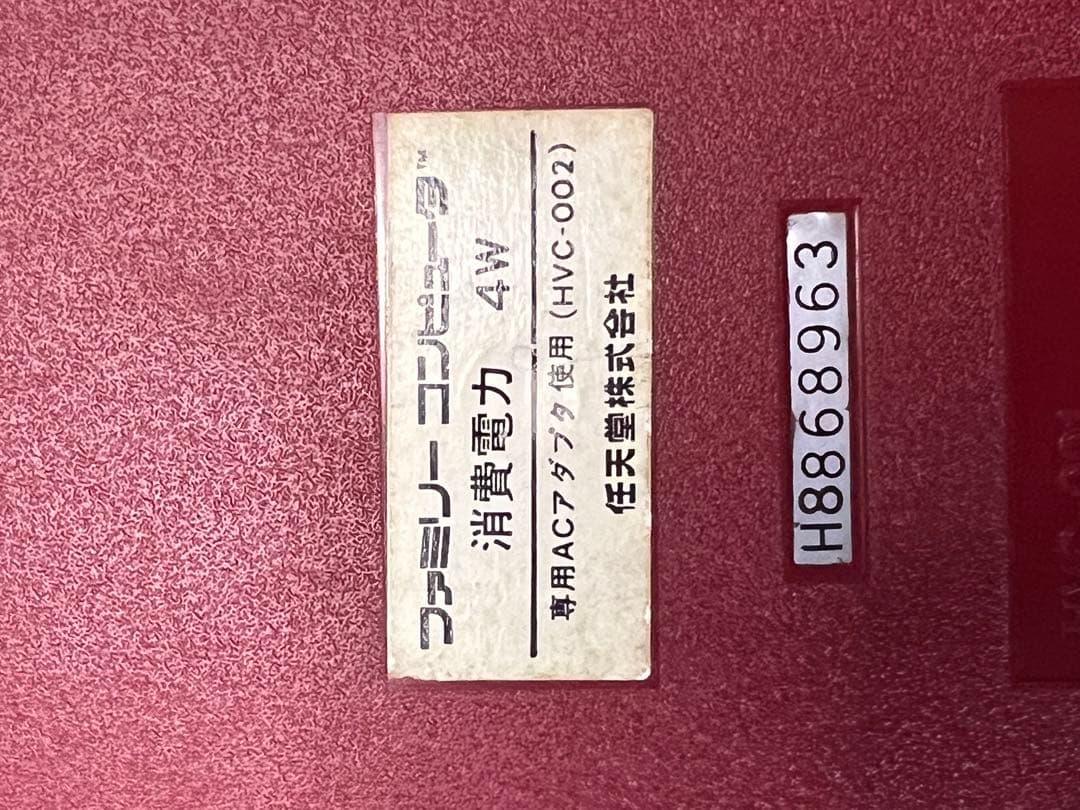 ファミリー コンピュータ™
消費電力 4W
専用ACアダプタ使用(HVC-002)
任天堂株式会社
H8868963